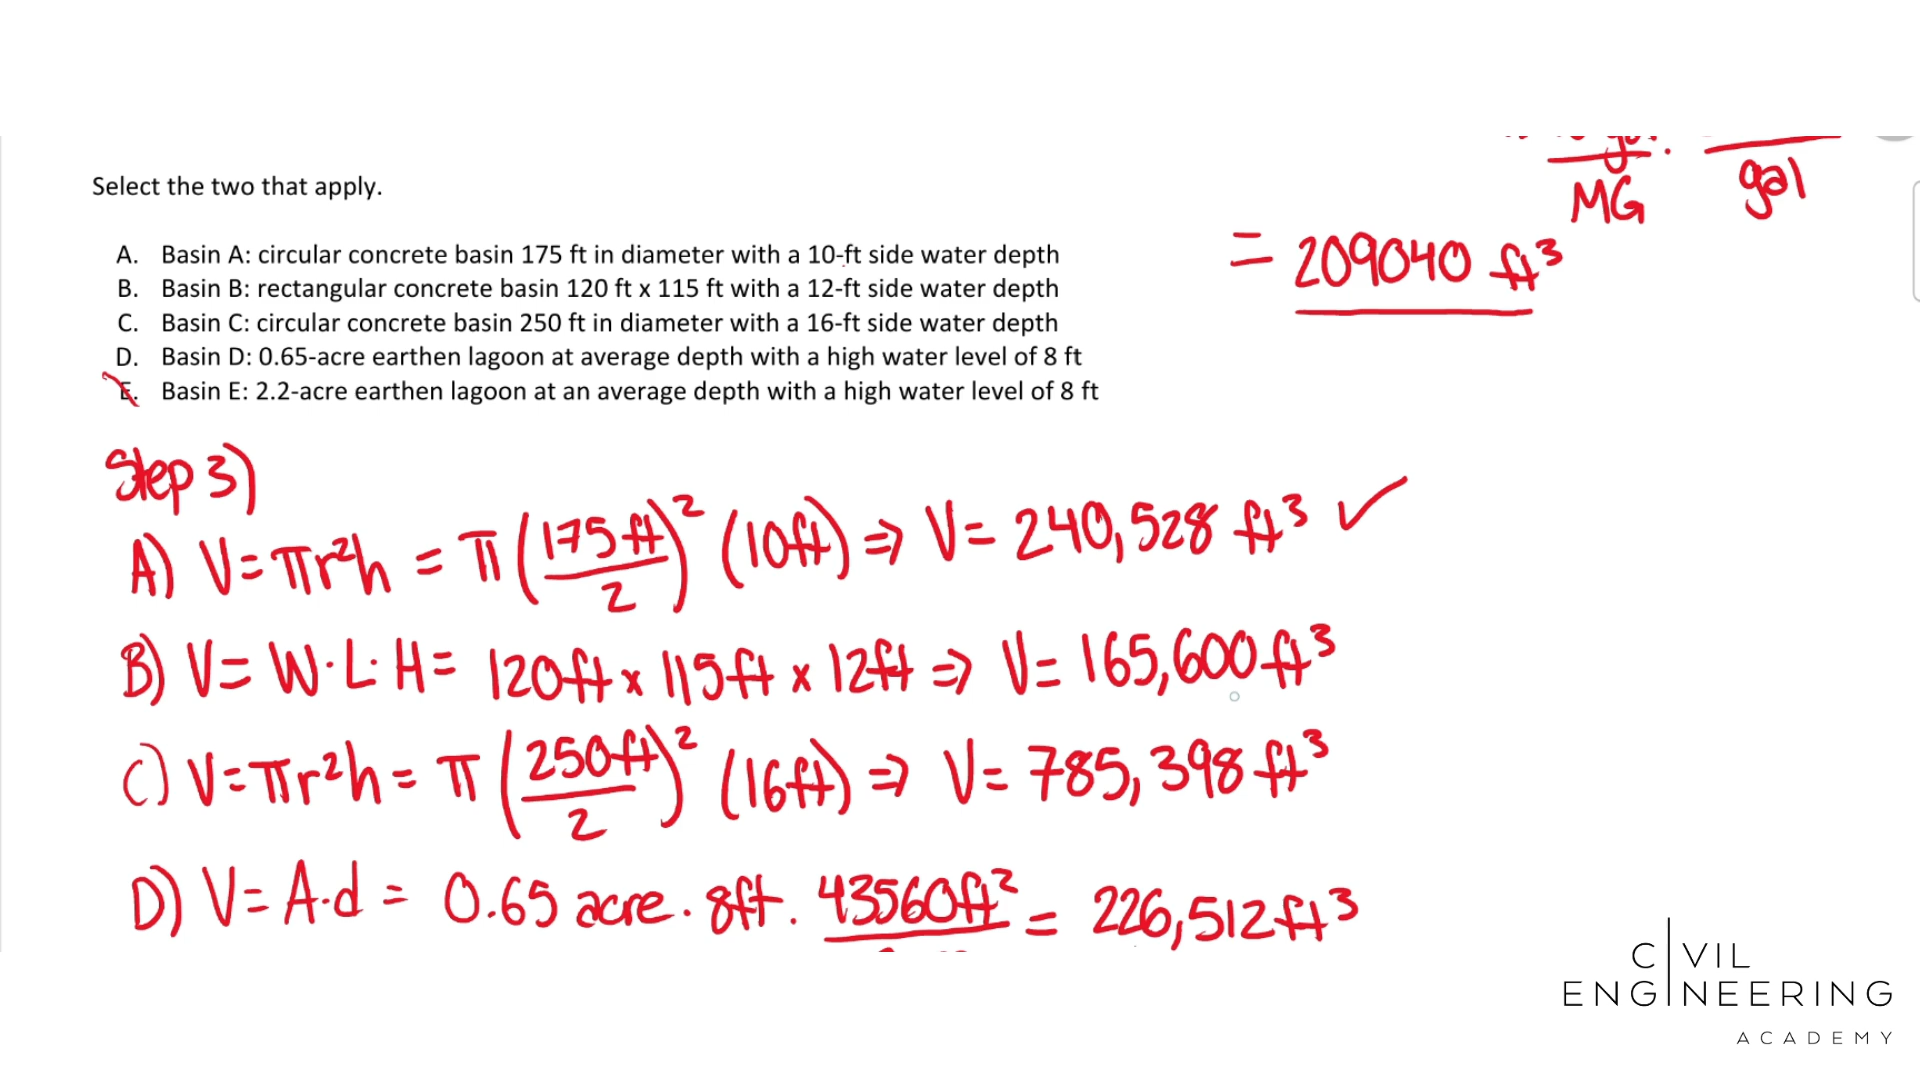 MG gal
Select the two that apply.
= 209040 ft³
A. Basin A: circular concrete basin 175 ft in diameter with a 10-ft side water depth
B. Basin B: rectangular concrete basin 120 ft x 115 ft with a 12-ft side water depth
C. Basin C: circular concrete basin 250 ft in diameter with a 16-ft side water depth
D. Basin D: 0.65-acre earthen lagoon at average depth with a high water level of 8 ft
E. Basin E: 2.2-acre earthen lagoon at an average depth with a high water level of 8 ft
Step 3)
A) V=πr²h = π(175ft/2)² (10ft) ⇒ V= 240,528 ft³ ✓
B) V= W·L·H= 120ft x 115ft x 12ft ⇒ V= 165,600 ft³
C) V=πr²h= π(250ft/2)² (16ft) ⇒ V= 785,398 ft³
D) V= A·d = 0.65 acre · 8ft · 43560ft² = 226,512 ft³
CIVIL
ENGINEERING
ACADEMY